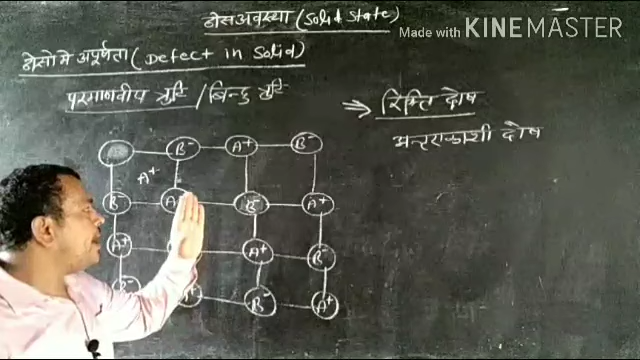 ठोस अवस्था (Solid State)
Made with KINEMASTER
ठोसो मे अपूर्णता (Defect in Solid)
परमाणवीय त्रुटि / बिन्दु त्रुटि
⇒ रिक्ति दोष
अन्तराकाशी दोष
B⁻ A⁺ B⁻
A⁺
B⁻ A⁺ B⁻ A⁺
A⁺ A⁺ B⁻
B⁻ A⁺ B⁻ A⁺